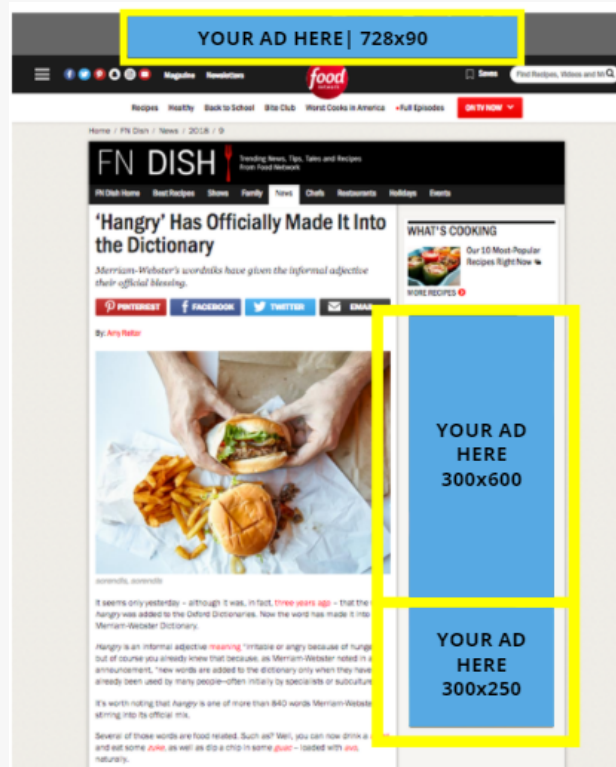 YOUR AD HERE| 728x90
Magazine Newsletters
food
NETWORK
Saves
Find Recipes, Videos and M
Recipes Healthy Back to School Bite Club Worst Cooks in America •Full Episodes
ON TV NOW
Home / FN Dish / News / 2018 / 9
FN DISH
Trending News, Tips, Tales and Recipes
From Food Network
FN Dish Home Best Recipes Shows Family News Chefs Restaurants Holidays Events
‘Hangry’ Has Officially Made It Into
the Dictionary
Merriam-Webster's wordniks have given the informal adjective
their official blessing.
PINTEREST FACEBOOK TWITTER EMAIL
By: Amy Reiter
WHAT'S COOKING
Our 10 Most-Popular
Recipes Right Now
MORE RECIPES
YOUR AD
HERE
300x600
It seems only yesterday – although it was, in fact, three years ago – that the
hangry was added to the Oxford Dictionaries. Now the word has made it into
Merriam-Webster Dictionary.
Hangry is an informal adjective meaning "irritable or angry because of hunge
but of course you already knew that because, as Merriam-Webster noted in a
announcement, "new words are added to the dictionary only when they have
already been used by many people–often initially by specialists or subculture
It's worth noting that hangry is one of more than 840 words Merriam-Webste
stirring into its official mix.
Several of those words are food related. Such as? Well, you can now drink a
and eat some zuke, as well as dip a chip in some guac – loaded with avo,
naturally.
YOUR AD
HERE
300x250